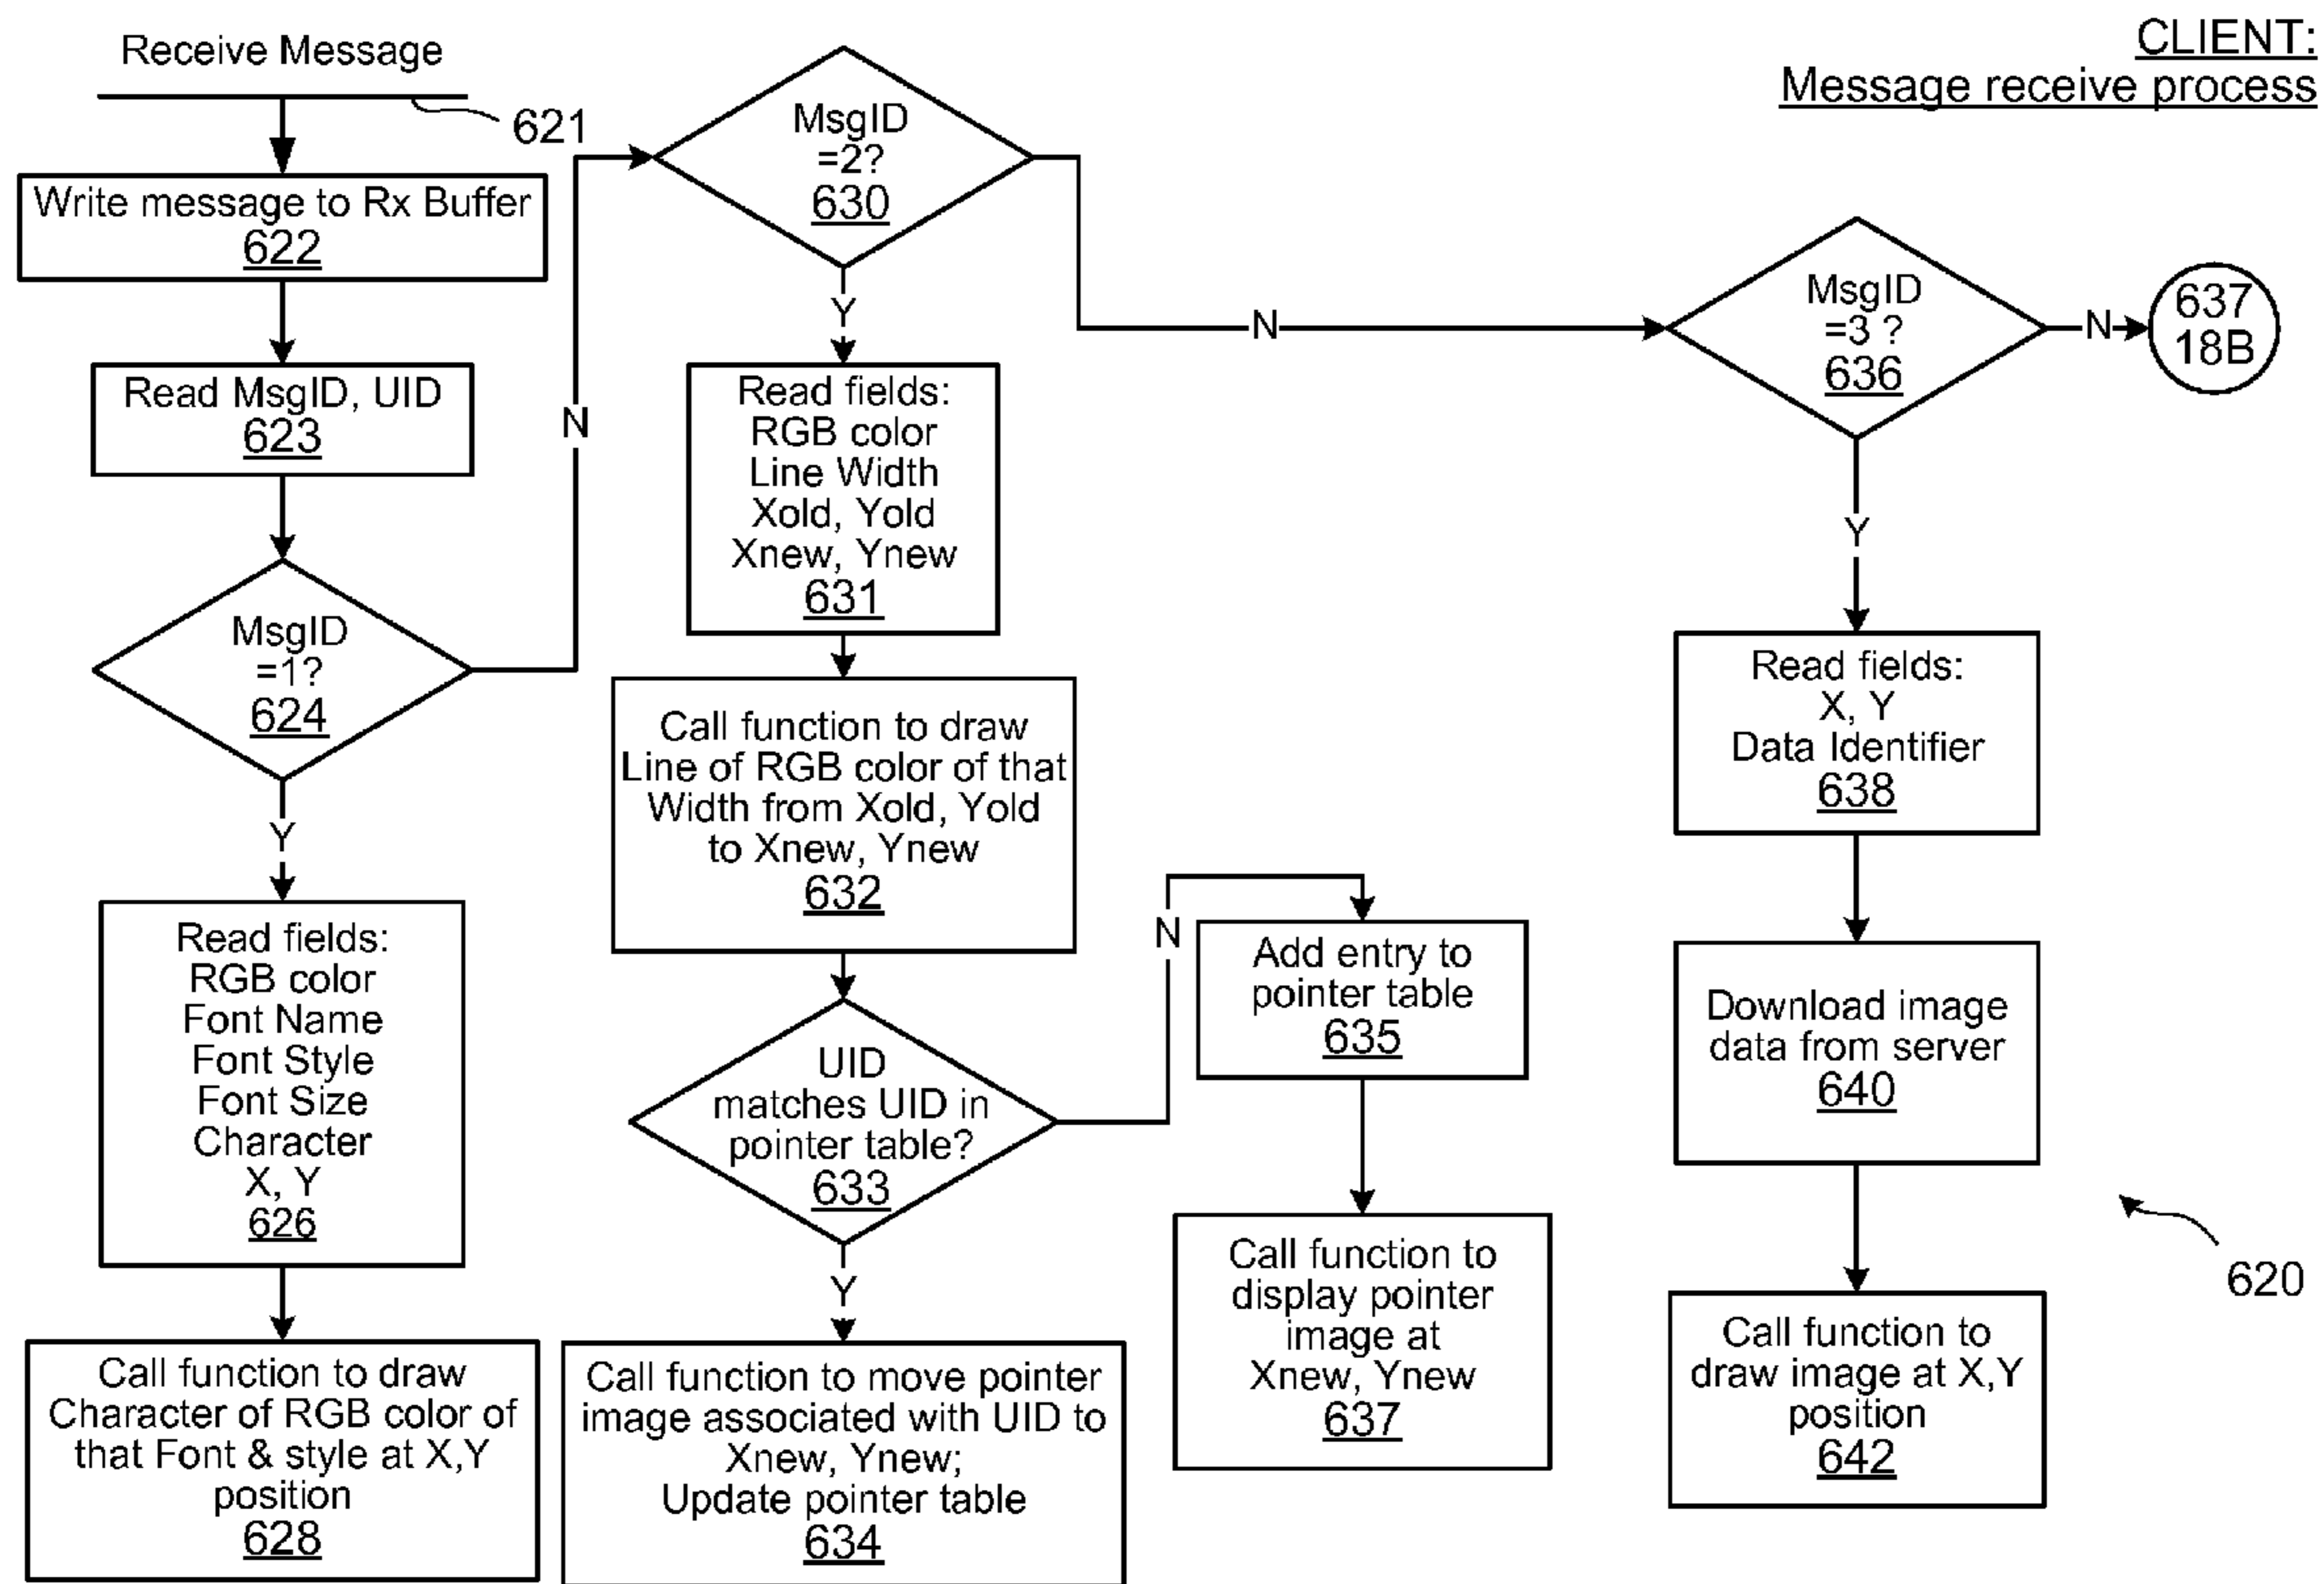 CLIENT:
Message receive process
Receive Message
621
Write message to Rx Buffer
622
Read MsgID, UID
623
MsgID
=1?
624
N
Y
Read fields:
RGB color
Font Name
Font Style
Font Size
Character
X, Y
626
Call function to draw
Character of RGB color of
that Font & style at X,Y
position
628
MsgID
=2?
630
N
Y
Read fields:
RGB color
Line Width
Xold, Yold
Xnew, Ynew
631
Call function to draw
Line of RGB color of that
Width from Xold, Yold
to Xnew, Ynew
632
UID
matches UID in
pointer table?
633
N
Y
Call function to move pointer
image associated with UID to
Xnew, Ynew;
Update pointer table
634
Add entry to
pointer table
635
Call function to
display pointer
image at
Xnew, Ynew
637
MsgID
=3 ?
636
N
637
18B
Y
Read fields:
X, Y
Data Identifier
638
Download image
data from server
640
Call function to
draw image at X,Y
position
642
620